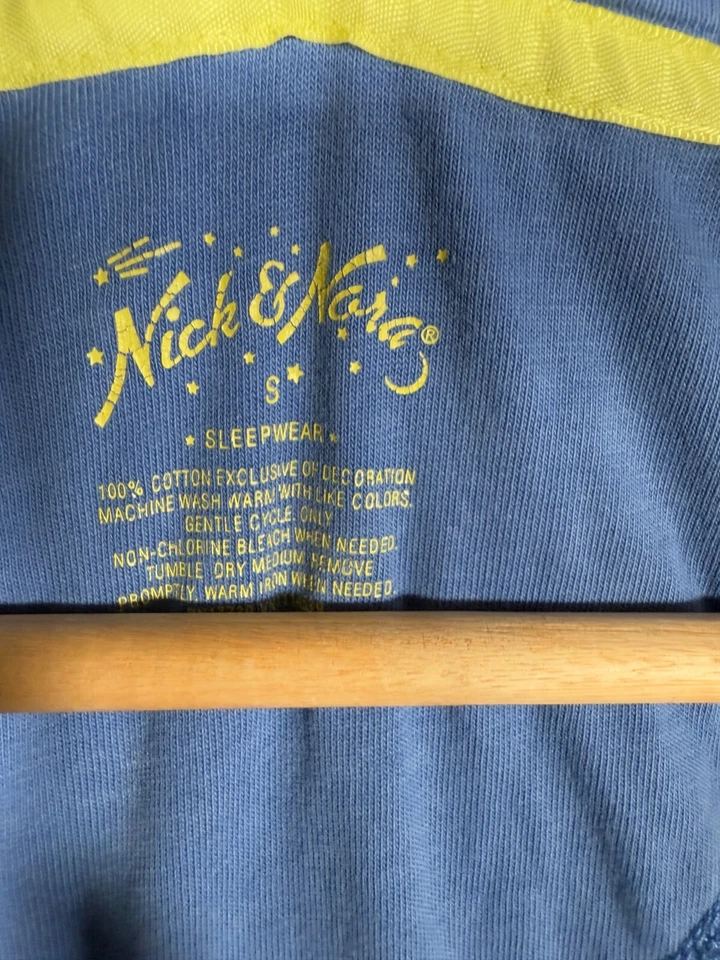 Nick & Nora®
S
SLEEPWEAR
100% COTTON EXCLUSIVE OF DECORATION
MACHINE WASH WARM WITH LIKE COLORS.
GENTLE CYCLE ONLY
NON-CHLORINE BLEACH WHEN NEEDED.
TUMBLE DRY MEDIUM, REMOVE
PROMPTLY. WARM IRON WHEN NEEDED.